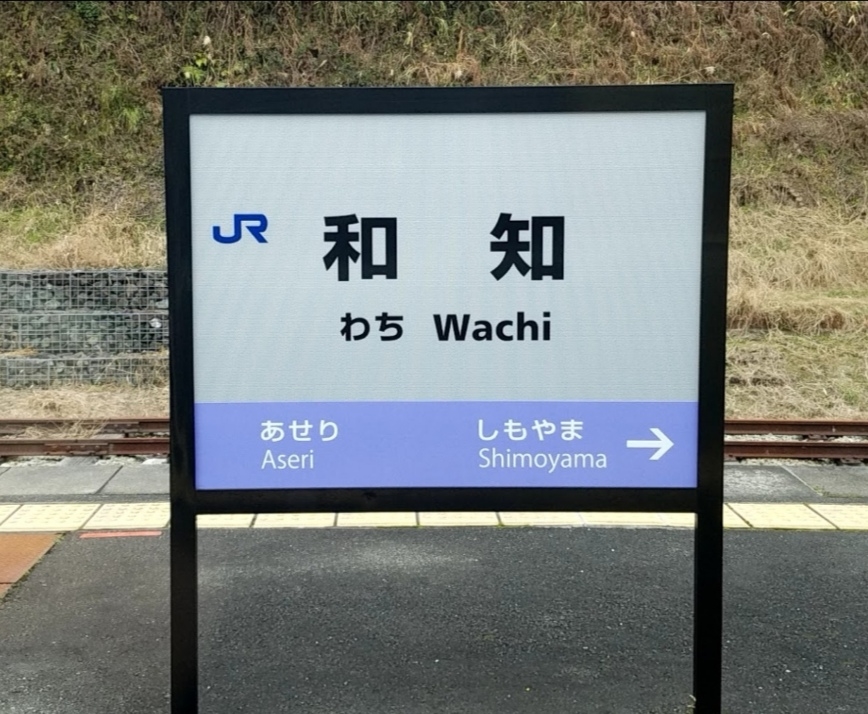 JR 和知
わち Wachi
あせり しもやま →
Aseri Shimoyama